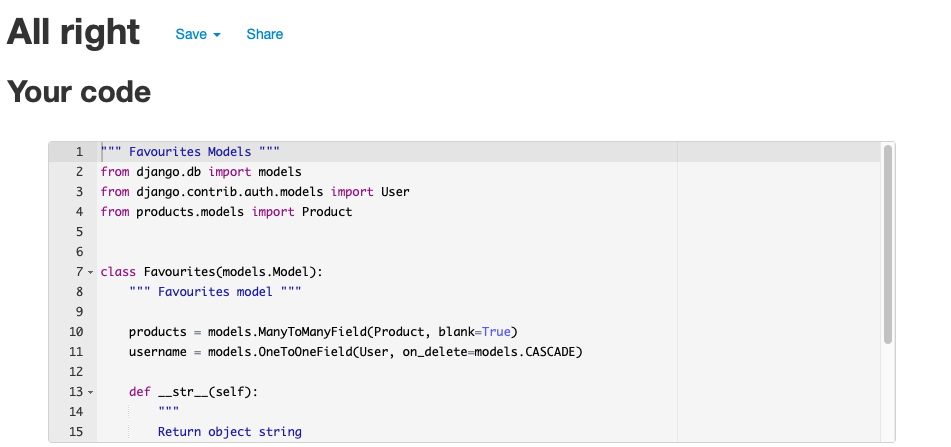 All right Save Share
Your code
1 """ Favourites Models """
2 from django.db import models
3 from django.contrib.auth.models import User
4 from products.models import Product
5
6
7 class Favourites(models.Model):
8     """ Favourites model """
9
10     products = models.ManyToManyField(Product, blank=True)
11     username = models.OneToOneField(User, on_delete=models.CASCADE)
12
13     def __str__(self):
14         """
15         Return object string